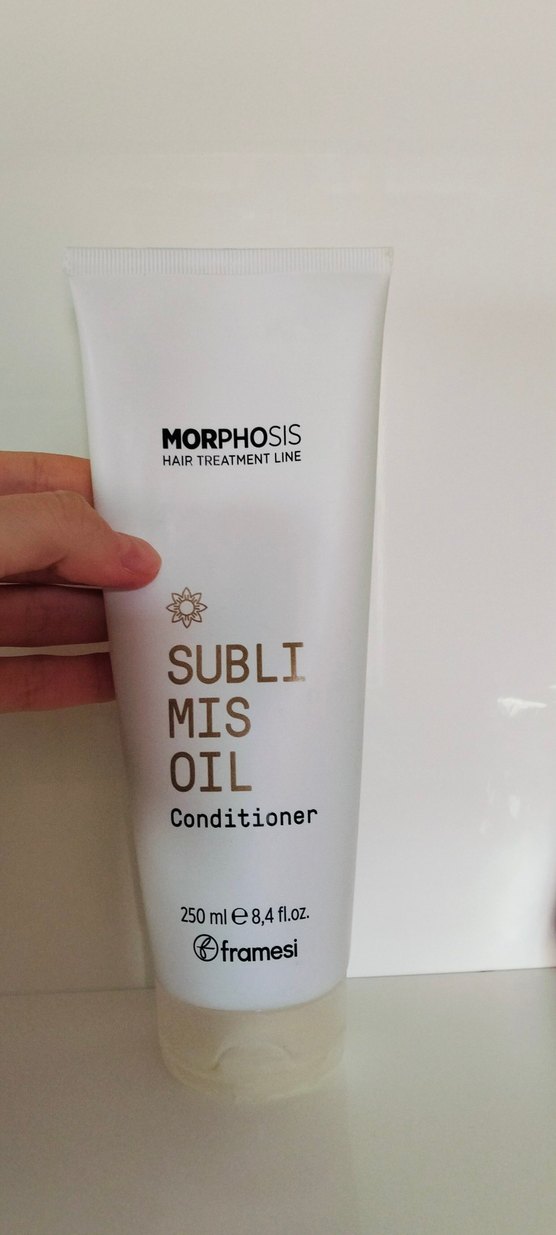 MORPHOSIS
HAIR TREATMENT LINE
SUBLI
MIS
OIL
Conditioner
250 ml ℮ 8,4 fl.oz.
framesi